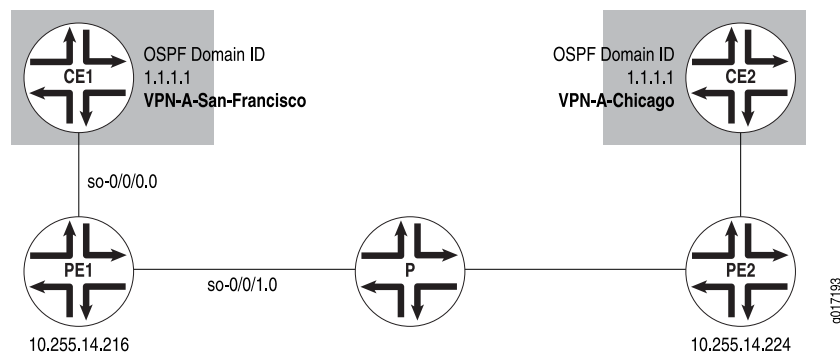 CE1
OSPF Domain ID
1.1.1.1
VPN-A-San-Francisco
OSPF Domain ID
1.1.1.1
VPN-A-Chicago
CE2
so-0/0/0.0
PE1
so-0/0/1.0
P
PE2
10.255.14.216
10.255.14.224
g017193